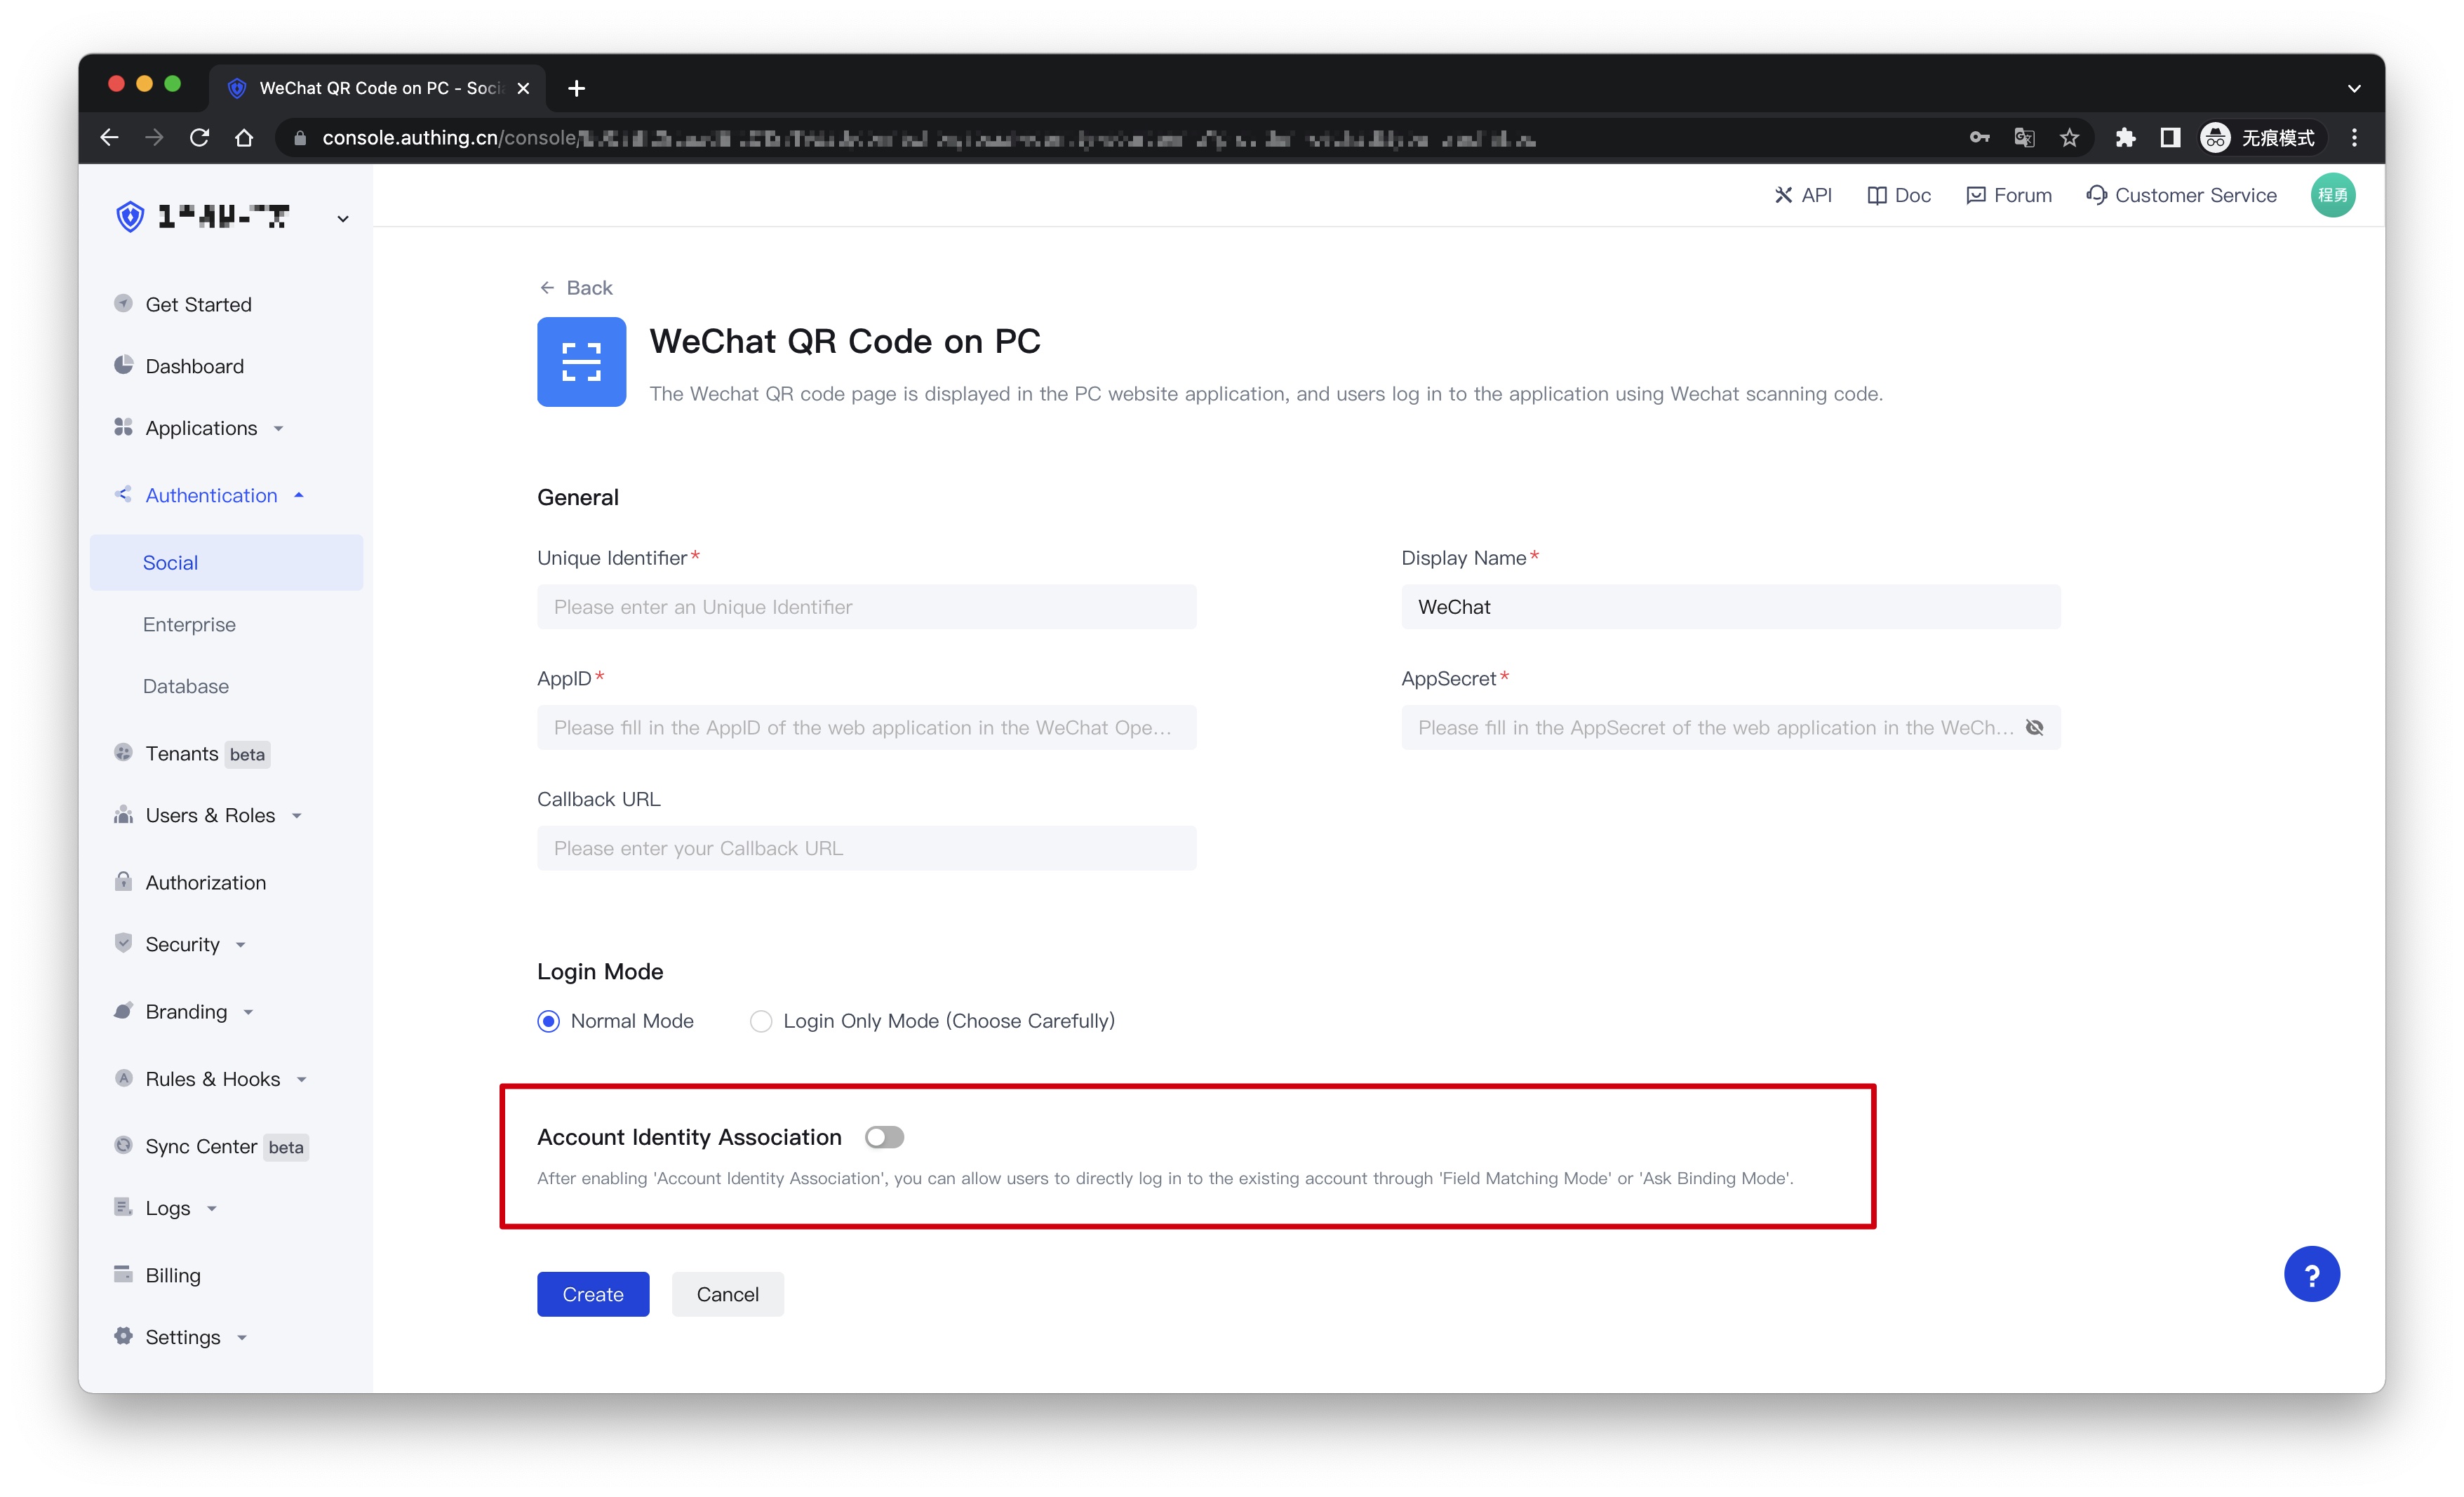 WeChat QR Code on PC - Soci
console.authing.cn/console/
无痕模式
API
Doc
Forum
Customer Service
程勇
Get Started
Dashboard
Applications
Authentication
Social
Enterprise
Database
Tenants beta
Users & Roles
Authorization
Security
Branding
Rules & Hooks
Sync Center beta
Logs
Billing
Settings
Back
WeChat QR Code on PC
The Wechat QR code page is displayed in the PC website application, and users log in to the application using Wechat scanning code.
General
Unique Identifier*
Please enter an Unique Identifier
Display Name*
WeChat
AppID*
Please fill in the AppID of the web application in the WeChat Ope...
AppSecret*
Please fill in the AppSecret of the web application in the WeCh...
Callback URL
Please enter your Callback URL
Login Mode
Normal Mode
Login Only Mode (Choose Carefully)
Account Identity Association
After enabling 'Account Identity Association', you can allow users to directly log in to the existing account through 'Field Matching Mode' or 'Ask Binding Mode'.
Create
Cancel
?